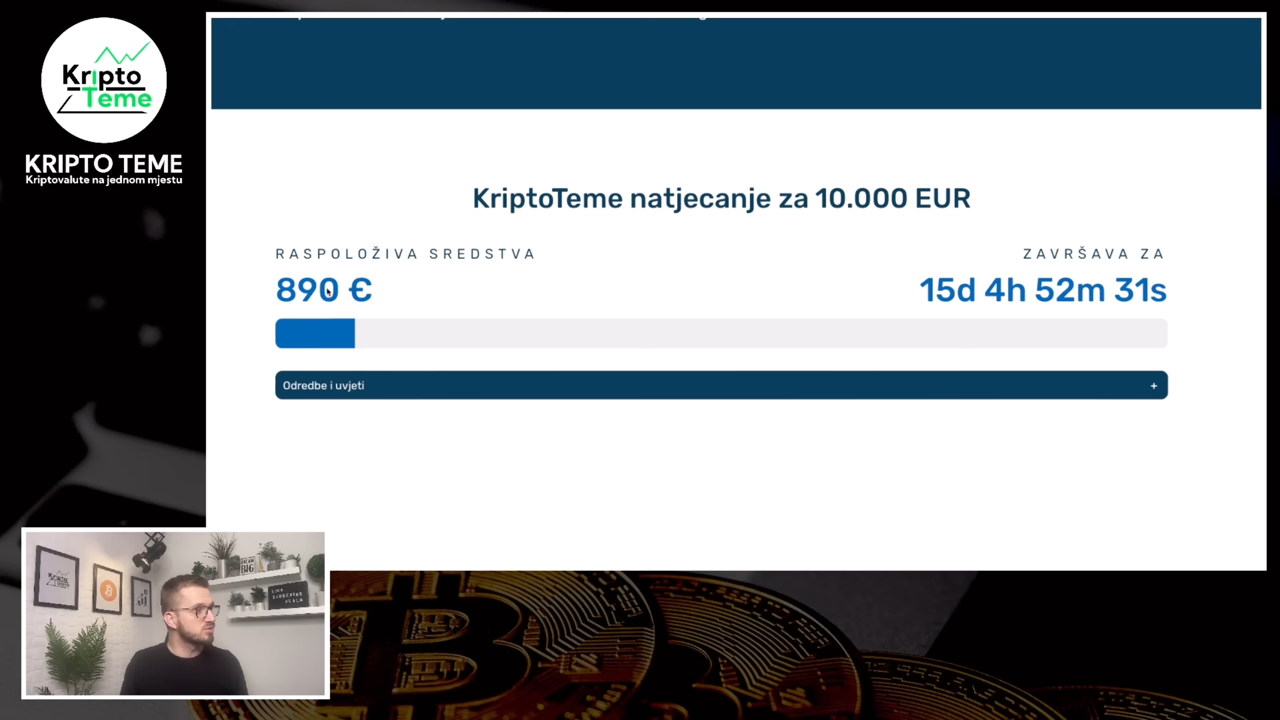 Kripto
Teme
KRIPTO TEME
Kriptovalute na jednom mjestu
KriptoTeme natjecanje za 10.000 EUR
RASPOLOŽIVA SREDSTVA
ZAVRŠAVA ZA
890 €
15d 4h 52m 31s
Odredbe i uvjeti
+
BIG